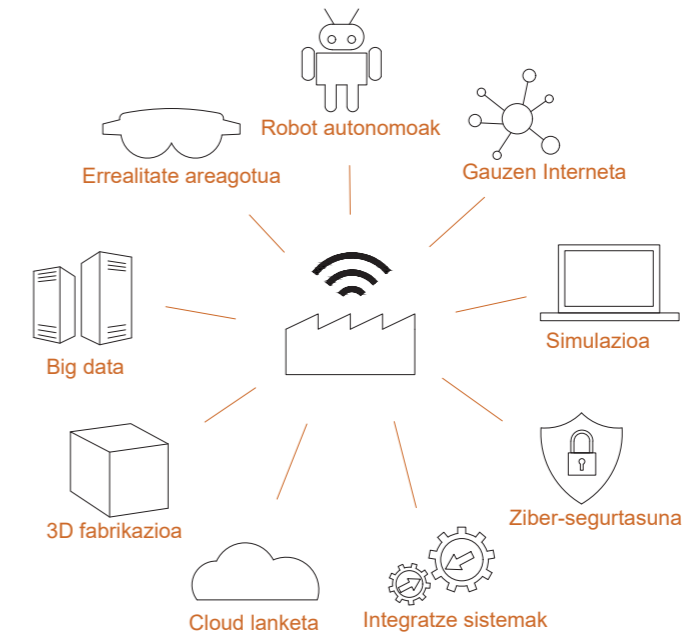 Robot autonomoak
Errealitate areagotua
Gauzen Interneta
Simulazioa
Big data
Ziber-segurtasuna
3D fabrikazioa
Cloud lanketa
Integratze sistemak